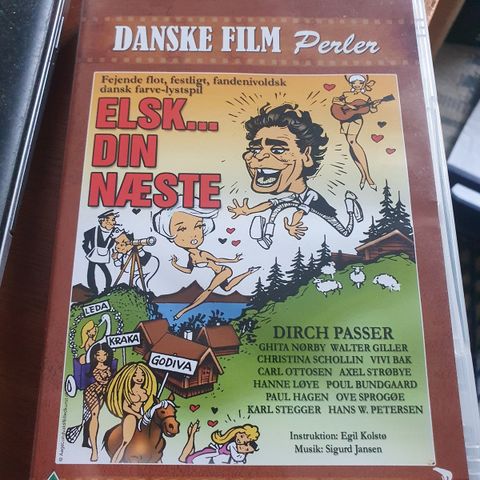 DANSKE FILM Perler
Fejende flot, festligt, fandenivoldsk
dansk farve-lystspil
ELSK...
DIN
NÆSTE
LEDA
KRAKA
GODIVA
DIRCH PASSER
GHITA NØRBY WALTER GILLER
CHRISTINA SCHOLLIN VIVI BAK
CARL OTTOSEN AXEL STRØBYE
HANNE LØYE POUL BUNDGAARD
PAUL HAGEN OVE SPROGØE
KARL STEGGER HANS W. PETERSEN
Instruktion: Egil Kolstø
Musik: Sigurd Jansen